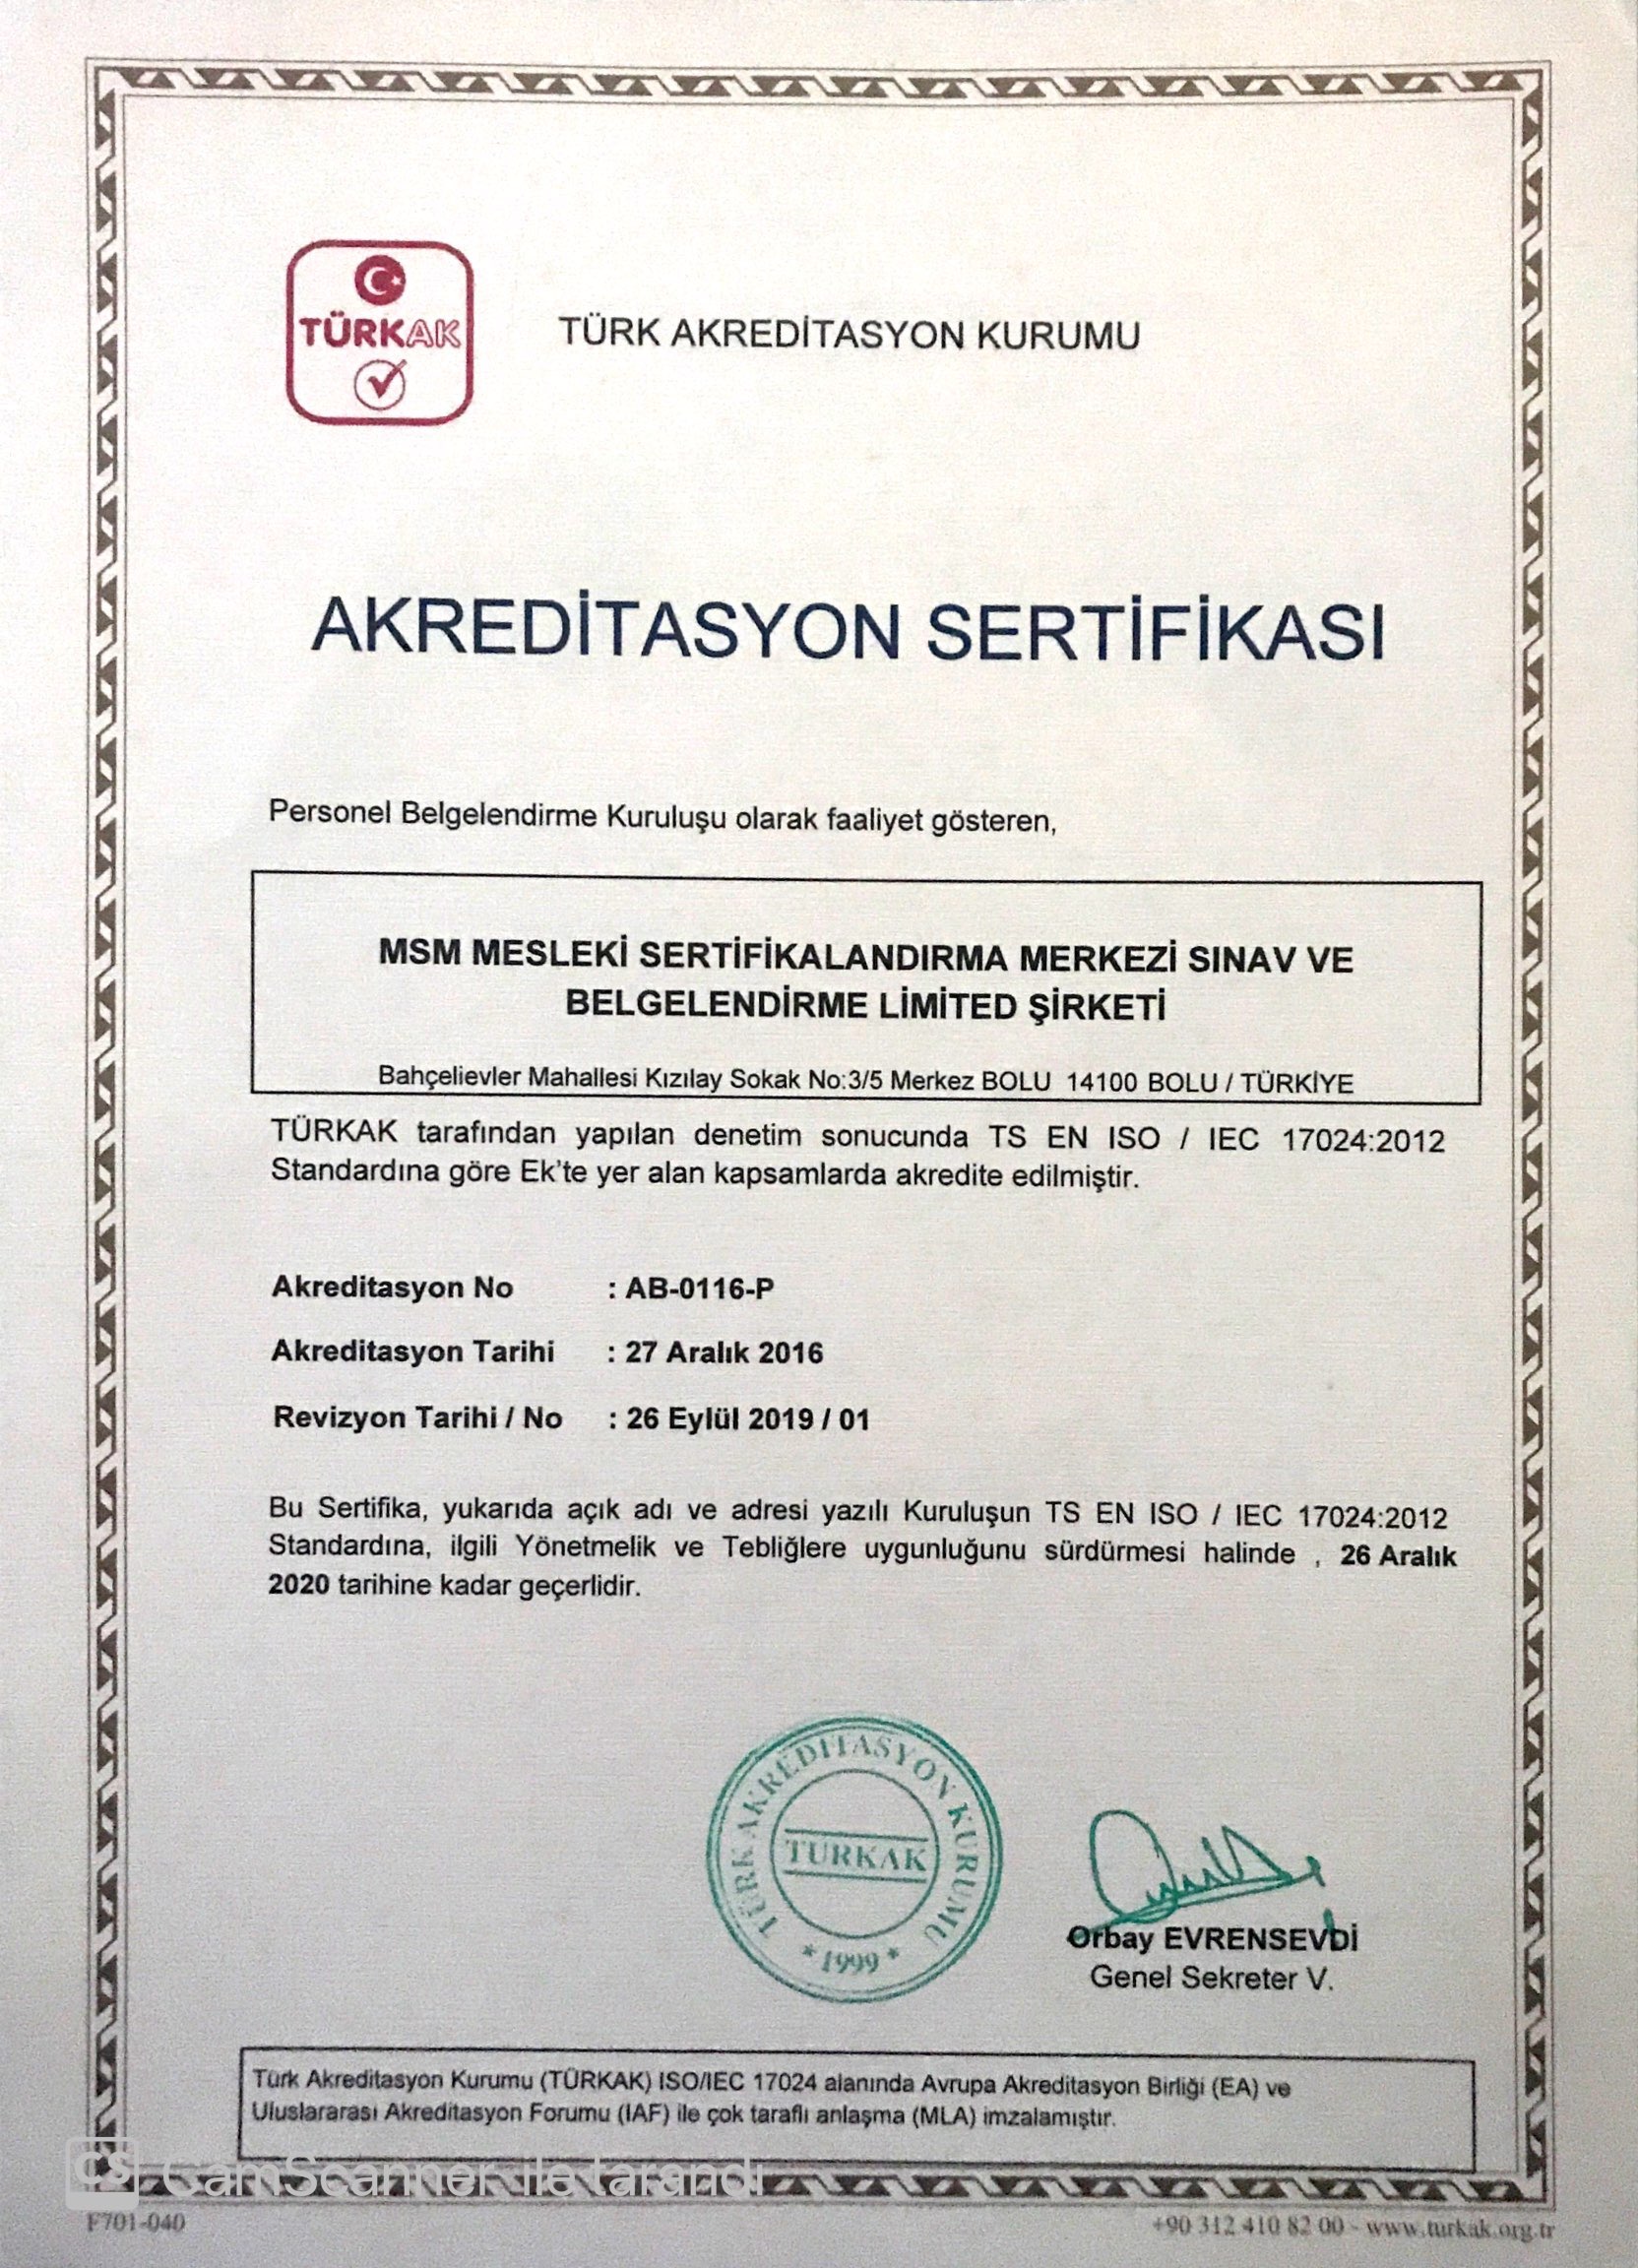 TÜRKAK
TÜRK AKREDİTASYON KURUMU
AKREDİTASYON SERTİFİKASI
Personel Belgelendirme Kuruluşu olarak faaliyet gösteren,
MSM MESLEKİ SERTİFİKALANDIRMA MERKEZİ SINAV VE
BELGELENDİRME LİMİTED ŞİRKETİ
Bahçelievler Mahallesi Kızılay Sokak No:3/5 Merkez BOLU 14100 BOLU / TÜRKİYE
TÜRKAK tarafından yapılan denetim sonucunda TS EN ISO / IEC 17024:2012
Standardına göre Ek'te yer alan kapsamlarda akredite edilmiştir.
Akreditasyon No : AB-0116-P
Akreditasyon Tarihi : 27 Aralık 2016
Revizyon Tarihi / No : 26 Eylül 2019 / 01
Bu Sertifika, yukarıda açık adı ve adresi yazılı Kuruluşun TS EN ISO / IEC 17024:2012
Standardına, ilgili Yönetmelik ve Tebliğlere uygunluğunu sürdürmesi halinde , 26 Aralık
2020 tarihine kadar geçerlidir.
TÜRK AKREDİTASYON KURUMU
TÜRKAK
* 1999 *
Orbay EVRENSEVDİ
Genel Sekreter V.
Türk Akreditasyon Kurumu (TÜRKAK) ISO/IEC 17024 alanında Avrupa Akreditasyon Birliği (EA) ve
Uluslararası Akreditasyon Forumu (IAF) ile çok taraflı anlaşma (MLA) imzalamıştır.
CS CamScanner ile tarandı
F701-040
+90 312 410 82 00 - www.turkak.org.tr